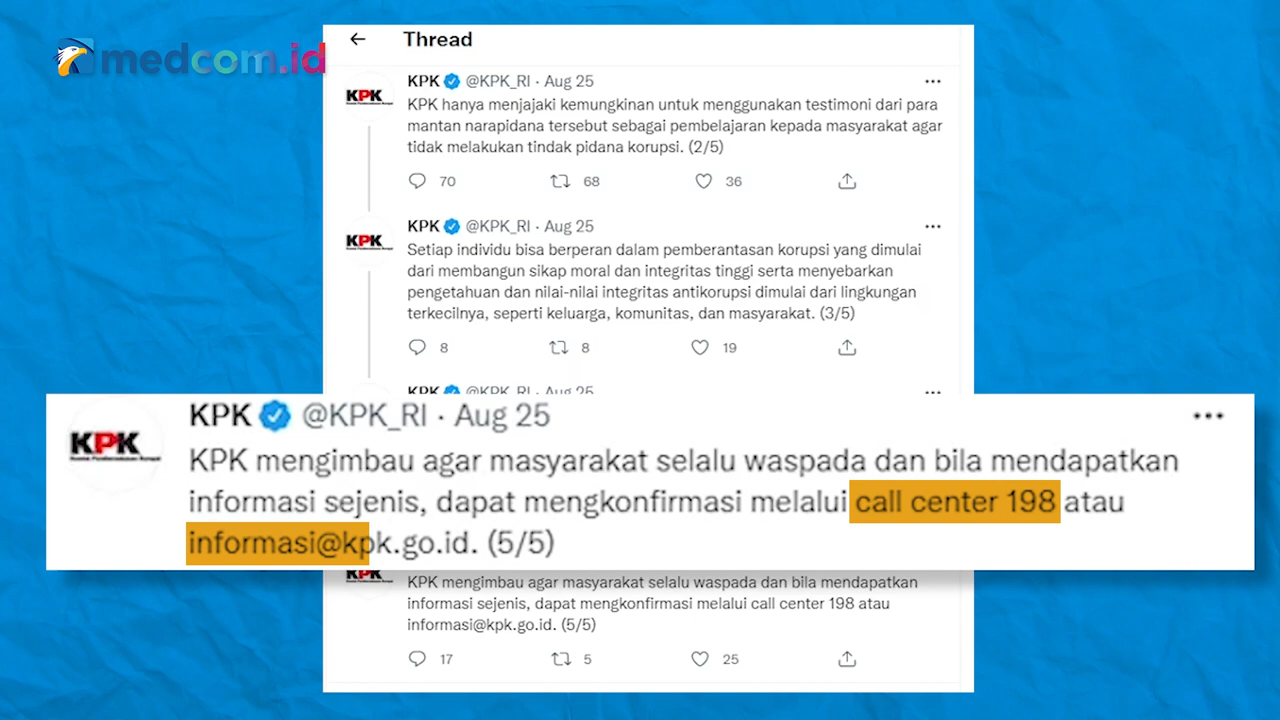 medcom.id
Thread
KPK @KPK_RI · Aug 25
KPK hanya menjajaki kemungkinan untuk menggunakan testimoni dari para
mantan narapidana tersebut sebagai pembelajaran kepada masyarakat agar
tidak melakukan tindak pidana korupsi. (2/5)
70 68 36
KPK @KPK_RI · Aug 25
Setiap individu bisa berperan dalam pemberantasan korupsi yang dimulai
dari membangun sikap moral dan integritas tinggi serta menyebarkan
pengetahuan dan nilai-nilai integritas antikorupsi dimulai dari lingkungan
terkecilnya, seperti keluarga, komunitas, dan masyarakat. (3/5)
8 8 19
KPK @KPK_RI · Aug 25
KPK @KPK_RI · Aug 25
KPK mengimbau agar masyarakat selalu waspada dan bila mendapatkan
informasi sejenis, dapat mengkonfirmasi melalui call center 198 atau
informasi@kpk.go.id. (5/5)
KPK mengimbau agar masyarakat selalu waspada dan bila mendapatkan
informasi sejenis, dapat mengkonfirmasi melalui call center 198 atau
informasi@kpk.go.id. (5/5)
17 5 25